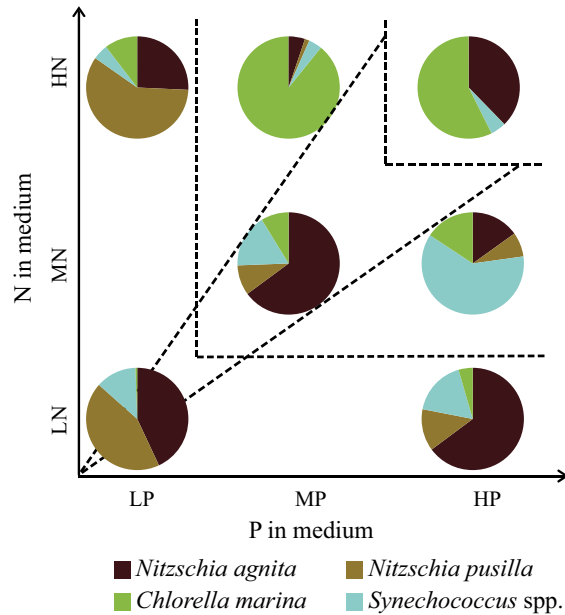 HN
MN
LN
N in medium
LP MP HP
P in medium
Nitzschia agnita Nitzschia pusilla
Chlorella marina Synechococcus spp.